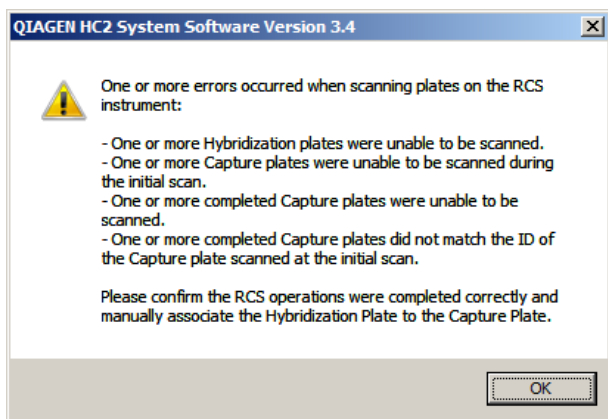 QIAGEN HC2 System Software Version 3.4
One or more errors occurred when scanning plates on the RCS
instrument:
- One or more Hybridization plates were unable to be scanned.
- One or more Capture plates were unable to be scanned during
the initial scan.
- One or more completed Capture plates were unable to be
scanned.
- One or more completed Capture plates did not match the ID of
the Capture plate scanned at the initial scan.
Please confirm the RCS operations were completed correctly and
manually associate the Hybridization Plate to the Capture Plate.
OK